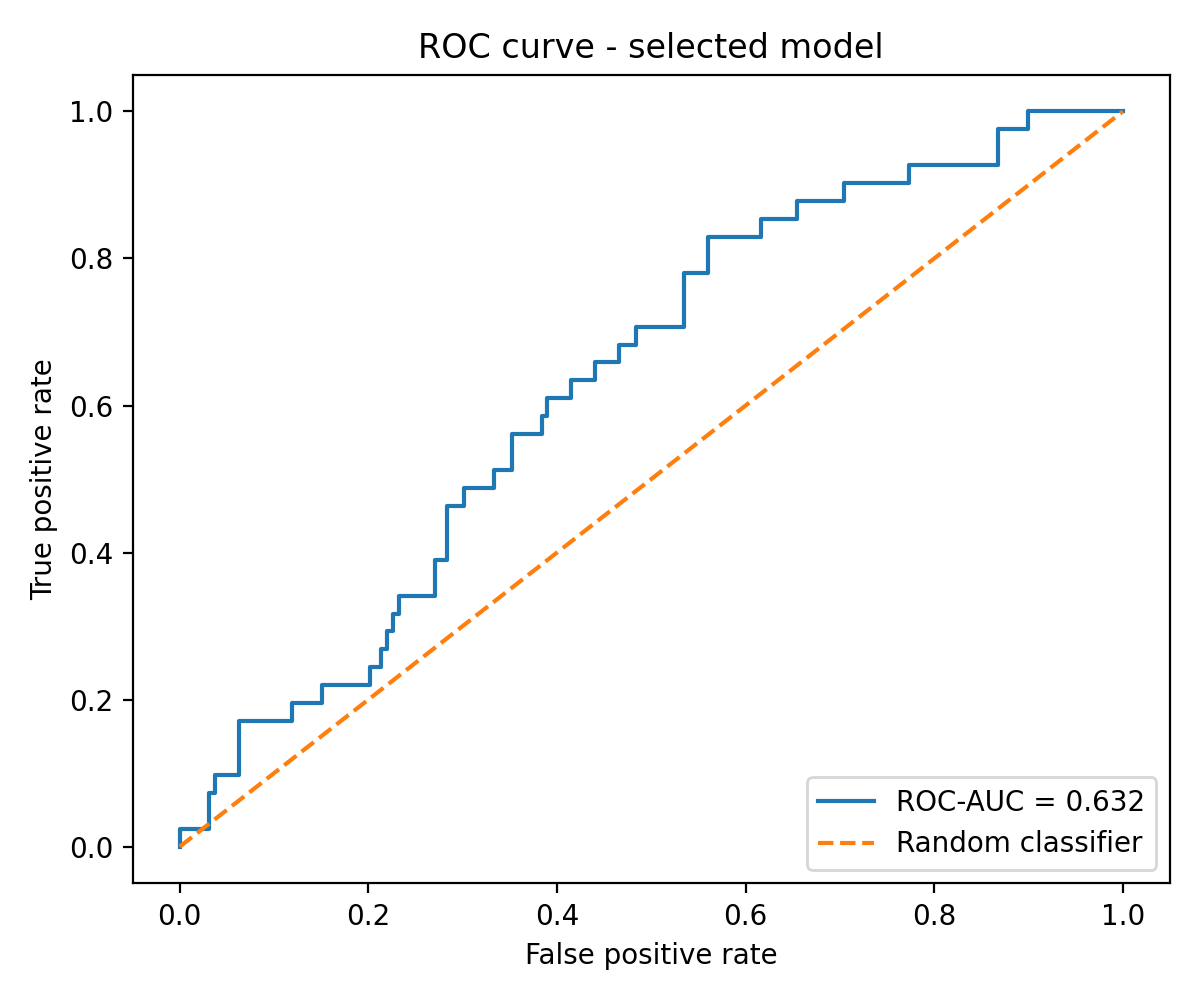 ROC curve - selected model
True positive rate
1.0
0.8
0.6
0.4
0.2
0.0
ROC-AUC = 0.632
Random classifier
0.0 0.2 0.4 0.6 0.8 1.0
False positive rate